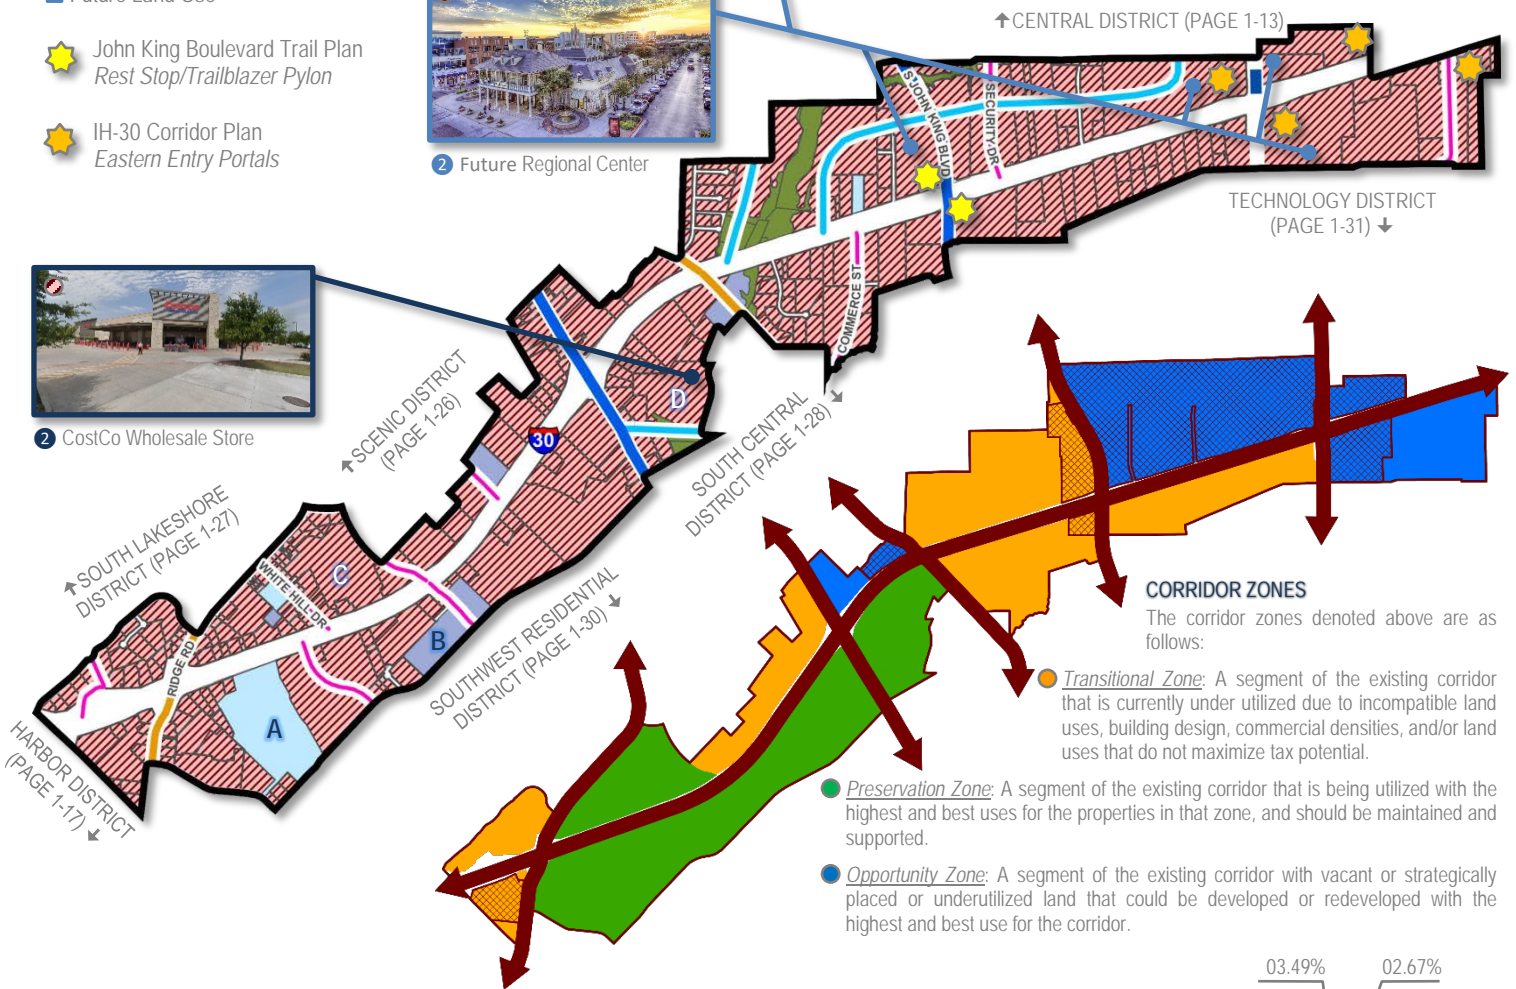 Future Land Use
John King Boulevard Trail Plan
Rest Stop/Trailblazer Pylon
IH-30 Corridor Plan
Eastern Entry Portals
2 Future Regional Center
↑CENTRAL DISTRICT (PAGE 1-13)
S JOHN KING BLVD
SECURITY DR
TECHNOLOGY DISTRICT
(PAGE 1-31) ↓
COMMERCE ST
2 CostCo Wholesale Store
↖SCENIC DISTRICT
(PAGE 1-26)
30
D
SOUTH CENTRAL
DISTRICT (PAGE 1-28) ↘
↖SOUTH LAKESHORE
DISTRICT (PAGE 1-27)
WHITE HILL DR
C
B
RIDGE RD
A
SOUTHWEST RESIDENTIAL
DISTRICT (PAGE 1-30) ↘
HARBOR DISTRICT
(PAGE 1-17) ↙
CORRIDOR ZONES
The corridor zones denoted above are as
follows:
Transitional Zone: A segment of the existing corridor
that is currently under utilized due to incompatible land
uses, building design, commercial densities, and/or land
uses that do not maximize tax potential.
Preservation Zone: A segment of the existing corridor that is being utilized with the
highest and best uses for the properties in that zone, and should be maintained and
supported.
Opportunity Zone: A segment of the existing corridor with vacant or strategically
placed or underutilized land that could be developed or redeveloped with the
highest and best use for the corridor.
03.49% 02.67%